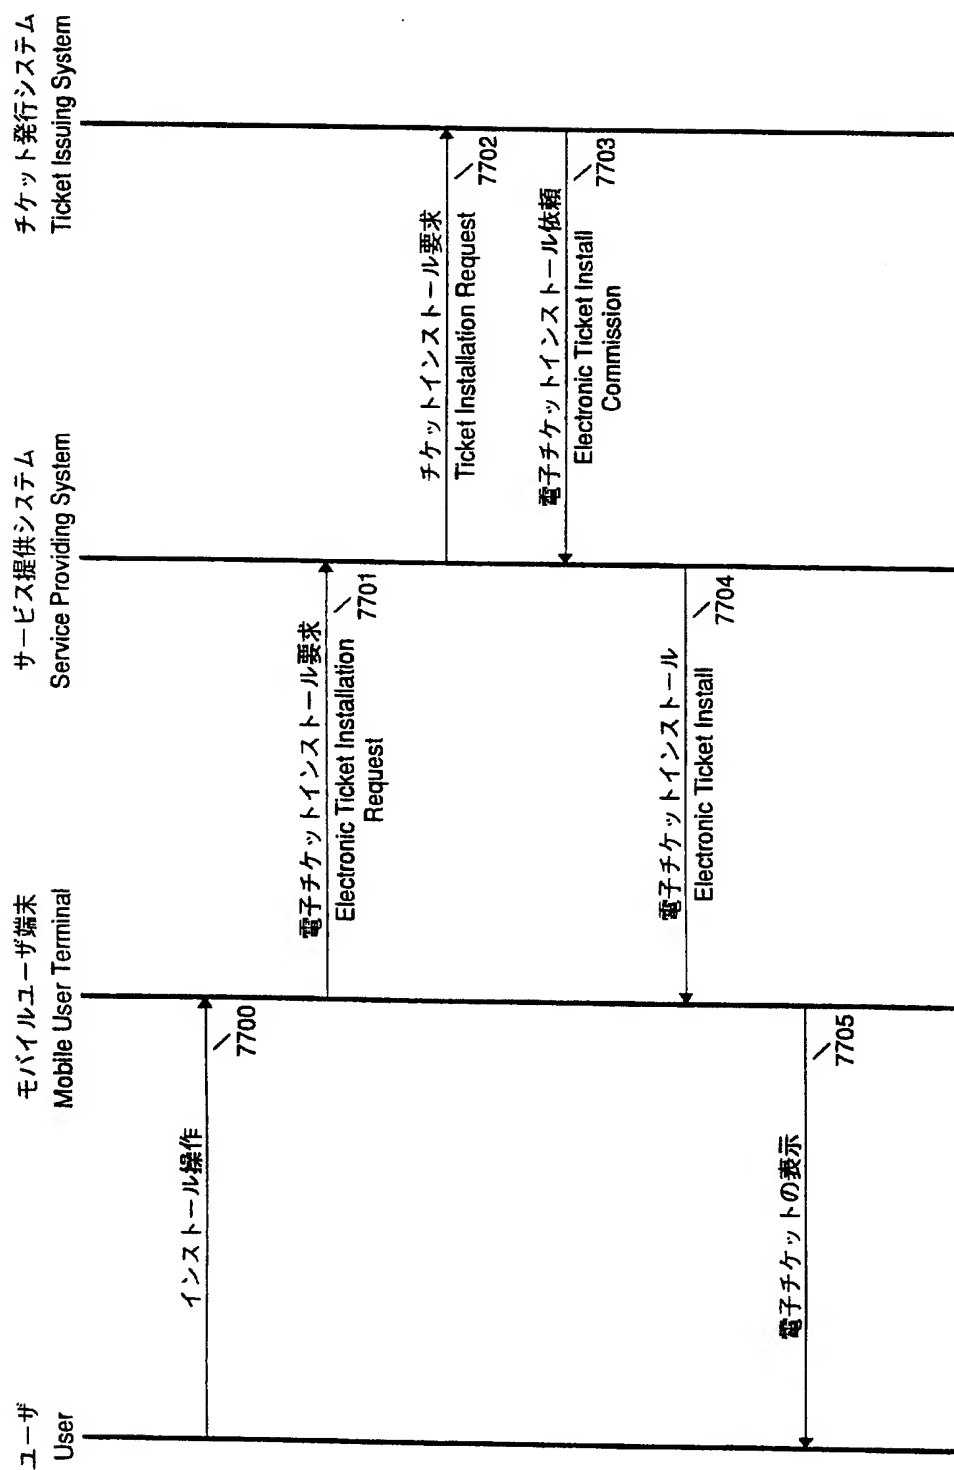 ユーザ
User
モバイルユーザ端末
Mobile User Terminal
サービス提供システム
Service Providing System
チケット発行システム
Ticket Issuing System
インストール操作
7700
電子チケットインストール要求
7701
Electronic Ticket Installation
Request
チケットインストール要求
7702
Ticket Installation Request
電子チケットインストール依頼
7703
Electronic Ticket Install
Commission
電子チケットインストール
7704
Electronic Ticket Install
電子チケットの表示
7705